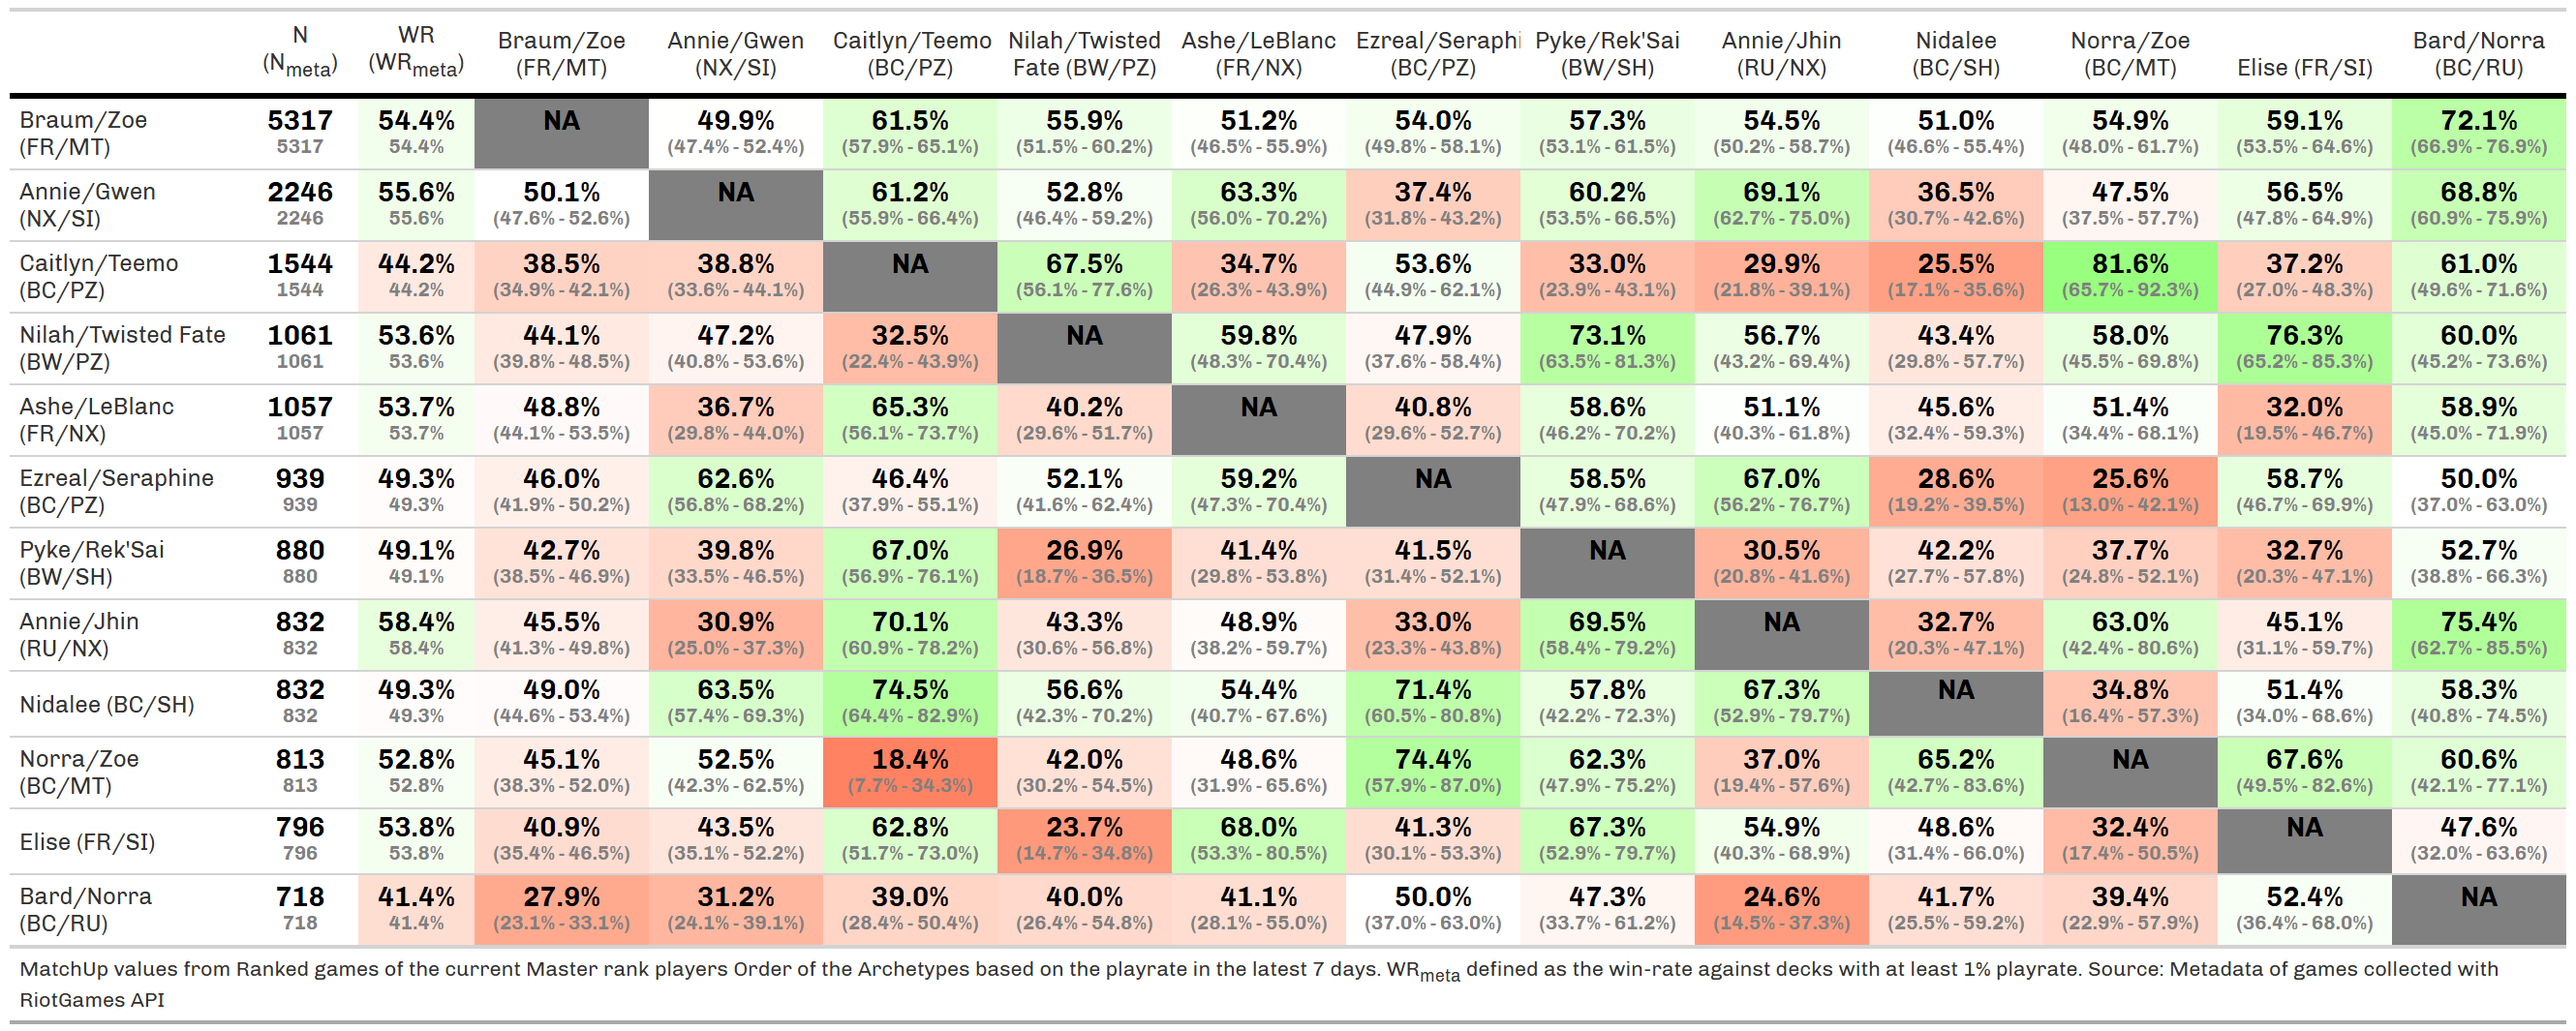 N WR Braum/Zoe Annie/Gwen Caitlyn/Teemo Nilah/Twisted Ashe/LeBlanc Ezreal/Seraphi Pyke/Rek'Sai Annie/Jhin Nidalee Norra/Zoe Elise (FR/SI) Bard/Norra
(Nmeta) (WRmeta) (FR/MT) (NX/SI) (BC/PZ) Fate (BW/PZ) (FR/NX) (BC/PZ) (BW/SH) (RU/NX) (BC/SH) (BC/MT) (BC/RU)
Braum/Zoe 5317 54.4% NA 49.9% 61.5% 55.9% 51.2% 54.0% 57.3% 54.5% 51.0% 54.9% 59.1% 72.1%
(FR/MT) 5317 54.4% (47.4% - 52.4%) (57.9% - 65.1%) (51.5% - 60.2%) (46.5% - 55.9%) (49.8% - 58.1%) (53.1% - 61.5%) (50.2% - 58.7%) (46.6% - 55.4%) (48.0% - 61.7%) (53.5% - 64.6%) (66.9% - 76.9%)
Annie/Gwen 2246 55.6% 50.1% NA 61.2% 52.8% 63.3% 37.4% 60.2% 69.1% 36.5% 47.5% 56.5% 68.8%
(NX/SI) 2246 55.6% (47.6% - 52.6%) (55.9% - 66.4%) (46.4% - 59.2%) (56.0% - 70.2%) (31.8% - 43.2%) (53.5% - 66.5%) (62.7% - 75.0%) (30.7% - 42.6%) (37.5% - 57.7%) (47.8% - 64.9%) (60.9% - 75.9%)
Caitlyn/Teemo 1544 44.2% 38.5% 38.8% NA 67.5% 34.7% 53.6% 33.0% 29.9% 25.5% 81.6% 37.2% 61.0%
(BC/PZ) 1544 44.2% (34.9% - 42.1%) (33.6% - 44.1%) (56.1% - 77.6%) (26.3% - 43.9%) (44.9% - 62.1%) (23.9% - 43.1%) (21.8% - 39.1%) (17.1% - 35.6%) (65.7% - 92.3%) (27.0% - 48.3%) (49.6% - 71.6%)
Nilah/Twisted Fate 1061 53.6% 44.1% 47.2% 32.5% NA 59.8% 47.9% 73.1% 56.7% 43.4% 58.0% 76.3% 60.0%
(BW/PZ) 1061 53.6% (39.8% - 48.5%) (40.8% - 53.6%) (22.4% - 43.9%) (48.3% - 70.4%) (37.6% - 58.4%) (63.5% - 81.3%) (43.2% - 69.4%) (29.8% - 57.7%) (45.5% - 69.8%) (65.2% - 85.3%) (45.2% - 73.6%)
Ashe/LeBlanc 1057 53.7% 48.8% 36.7% 65.3% 40.2% NA 40.8% 58.6% 51.1% 45.6% 51.4% 32.0% 58.9%
(FR/NX) 1057 53.7% (44.1% - 53.5%) (29.8% - 44.0%) (56.1% - 73.7%) (29.6% - 51.7%) (29.6% - 52.7%) (46.2% - 70.2%) (40.3% - 61.8%) (32.4% - 59.3%) (34.4% - 68.1%) (19.5% - 46.7%) (45.0% - 71.9%)
Ezreal/Seraphine 939 49.3% 46.0% 62.6% 46.4% 52.1% 59.2% NA 58.5% 67.0% 28.6% 25.6% 58.7% 50.0%
(BC/PZ) 939 49.3% (41.9% - 50.2%) (56.8% - 68.2%) (37.9% - 55.1%) (41.6% - 62.4%) (47.3% - 70.4%) (47.9% - 68.6%) (56.2% - 76.7%) (19.2% - 39.5%) (13.0% - 42.1%) (46.7% - 69.9%) (37.0% - 63.0%)
Pyke/Rek'Sai 880 49.1% 42.7% 39.8% 67.0% 26.9% 41.4% 41.5% NA 30.5% 42.2% 37.7% 32.7% 52.7%
(BW/SH) 880 49.1% (38.5% - 46.9%) (33.5% - 46.5%) (56.9% - 76.1%) (18.7% - 36.5%) (29.8% - 53.8%) (31.4% - 52.1%) (20.8% - 41.6%) (27.7% - 57.8%) (24.8% - 52.1%) (20.3% - 47.1%) (38.8% - 66.3%)
Annie/Jhin 832 58.4% 45.5% 30.9% 70.1% 43.3% 48.9% 33.0% 69.5% NA 32.7% 63.0% 45.1% 75.4%
(RU/NX) 832 58.4% (41.3% - 49.8%) (25.0% - 37.3%) (60.9% - 78.2%) (30.6% - 56.8%) (38.2% - 59.7%) (23.3% - 43.8%) (58.4% - 79.2%) (20.3% - 47.1%) (42.4% - 80.6%) (31.1% - 59.7%) (62.7% - 85.5%)
Nidalee (BC/SH) 832 49.3% 49.0% 63.5% 74.5% 56.6% 54.4% 71.4% 57.8% 67.3% NA 34.8% 51.4% 58.3%
832 49.3% (44.6% - 53.4%) (57.4% - 69.3%) (64.4% - 82.9%) (42.3% - 70.2%) (40.7% - 67.6%) (60.5% - 80.8%) (42.2% - 72.3%) (52.9% - 79.7%) (16.4% - 57.3%) (34.0% - 68.6%) (40.8% - 74.5%)
Norra/Zoe 813 52.8% 45.1% 52.5% 18.4% 42.0% 48.6% 74.4% 62.3% 37.0% 65.2% NA 67.6% 60.6%
(BC/MT) 813 52.8% (38.3% - 52.0%) (42.3% - 62.5%) (7.7% - 34.3%) (30.2% - 54.5%) (31.9% - 65.6%) (57.9% - 87.0%) (47.9% - 75.2%) (19.4% - 57.6%) (42.7% - 83.6%) (49.5% - 82.6%) (42.1% - 77.1%)
Elise (FR/SI) 796 53.8% 40.9% 43.5% 62.8% 23.7% 68.0% 41.3% 67.3% 54.9% 48.6% 32.4% NA 47.6%
796 53.8% (35.4% - 46.5%) (35.1% - 52.2%) (51.7% - 73.0%) (14.7% - 34.8%) (53.3% - 80.5%) (30.1% - 53.3%) (52.9% - 79.7%) (40.3% - 68.9%) (31.4% - 66.0%) (17.4% - 50.5%) (32.0% - 63.6%)
Bard/Norra 718 41.4% 27.9% 31.2% 39.0% 40.0% 41.1% 50.0% 47.3% 24.6% 41.7% 39.4% 52.4% NA
(BC/RU) 718 41.4% (23.1% - 33.1%) (24.1% - 39.1%) (28.4% - 50.4%) (26.4% - 54.8%) (28.1% - 55.0%) (37.0% - 63.0%) (33.7% - 61.2%) (14.5% - 37.3%) (25.5% - 59.2%) (22.9% - 57.9%) (36.4% - 68.0%)
MatchUp values from Ranked games of the current Master rank players Order of the Archetypes based on the playrate in the latest 7 days. WRmeta defined as the win-rate against decks with at least 1% playrate. Source: Metadata of games collected with
RiotGames API